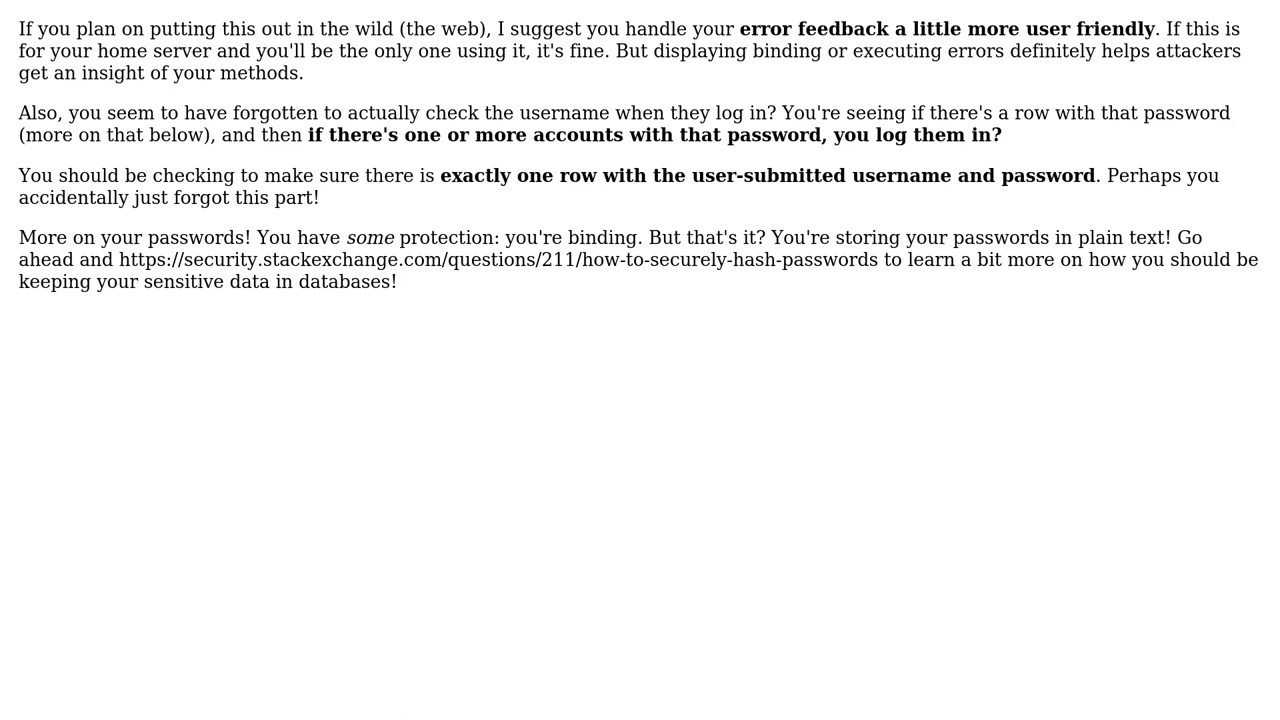 If you plan on putting this out in the wild (the web), I suggest you handle your error feedback a little more user friendly. If this is
for your home server and you'll be the only one using it, it's fine. But displaying binding or executing errors definitely helps attackers
get an insight of your methods.
Also, you seem to have forgotten to actually check the username when they log in? You're seeing if there's a row with that password
(more on that below), and then if there's one or more accounts with that password, you log them in?
You should be checking to make sure there is exactly one row with the user-submitted username and password. Perhaps you
accidentally just forgot this part!
More on your passwords! You have some protection: you're binding. But that's it? You're storing your passwords in plain text! Go
ahead and https://security.stackexchange.com/questions/211/how-to-securely-hash-passwords to learn a bit more on how you should be
keeping your sensitive data in databases!